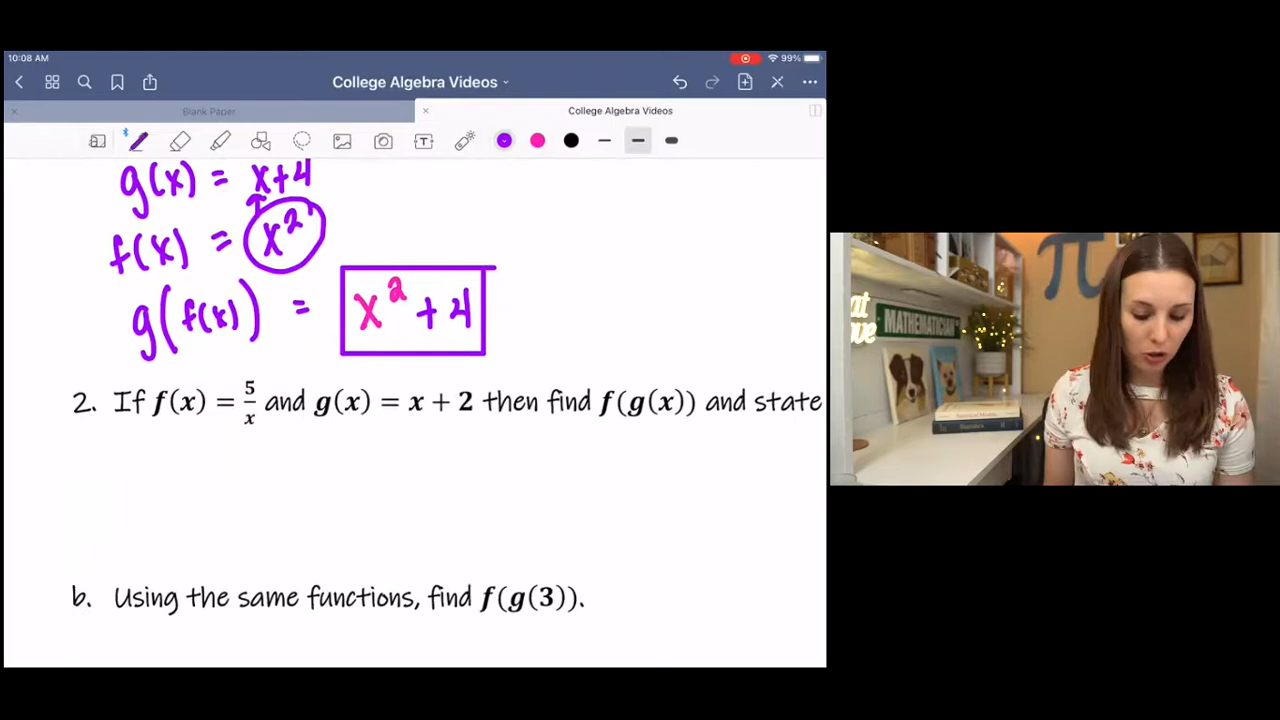 10:08 AM
99%
College Algebra Videos
Blank Paper
College Algebra Videos
g(x) = x+4
f(x) = x²
g(f(x)) = x² + 4
2. If f(x) = 5/x and g(x) = x + 2 then find f(g(x)) and state
b. Using the same functions, find f(g(3)).
MATHEMATICIAN
π
Statistics